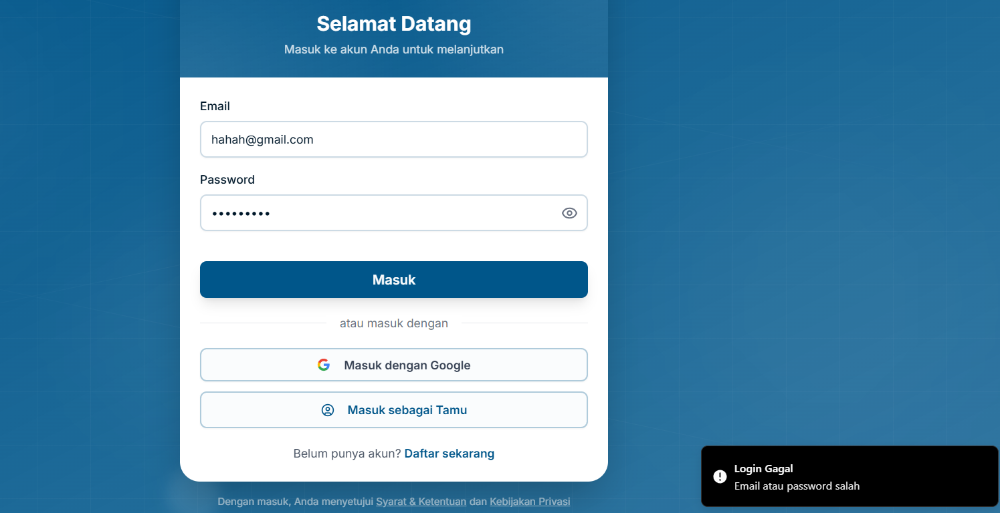 Selamat Datang
Masuk ke akun Anda untuk melanjutkan
Email
hahah@gmail.com
Password
•••••••••
Masuk
atau masuk dengan
Masuk dengan Google
Masuk sebagai Tamu
Belum punya akun? Daftar sekarang
Dengan masuk, Anda menyetujui Syarat & Ketentuan dan Kebijakan Privasi
Login Gagal
Email atau password salah